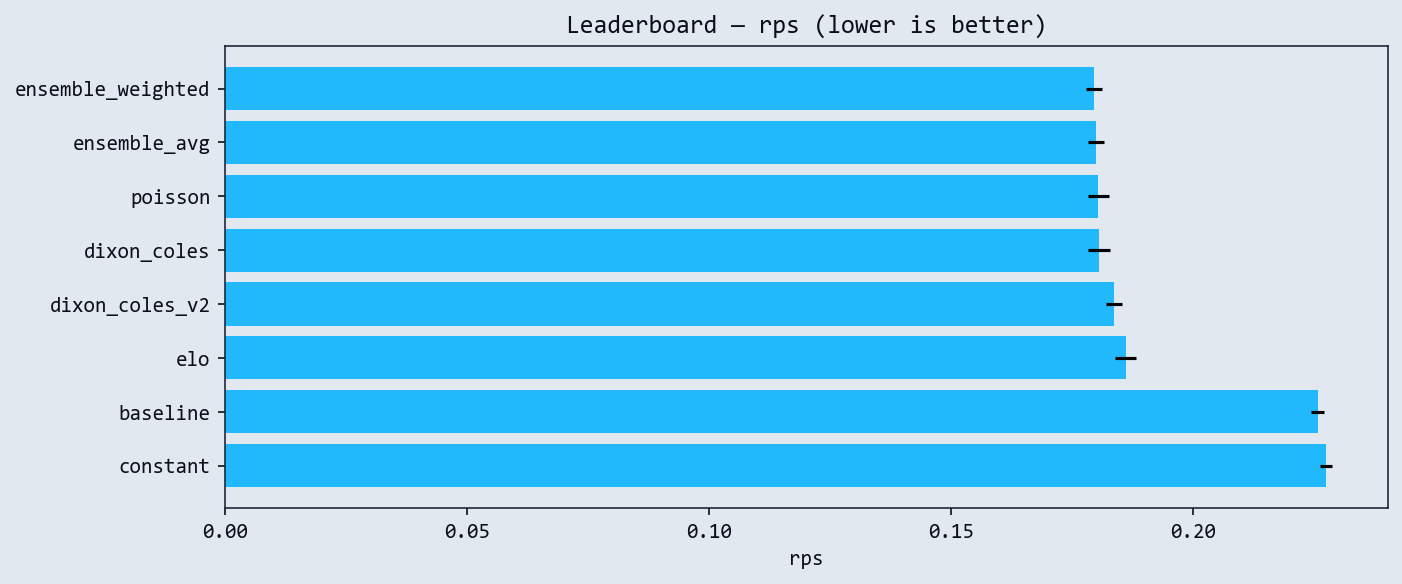 Leaderboard — rps (lower is better)
ensemble_weighted
ensemble_avg
poisson
dixon_coles
dixon_coles_v2
elo
baseline
constant
0.00 0.05 0.10 0.15 0.20
rps